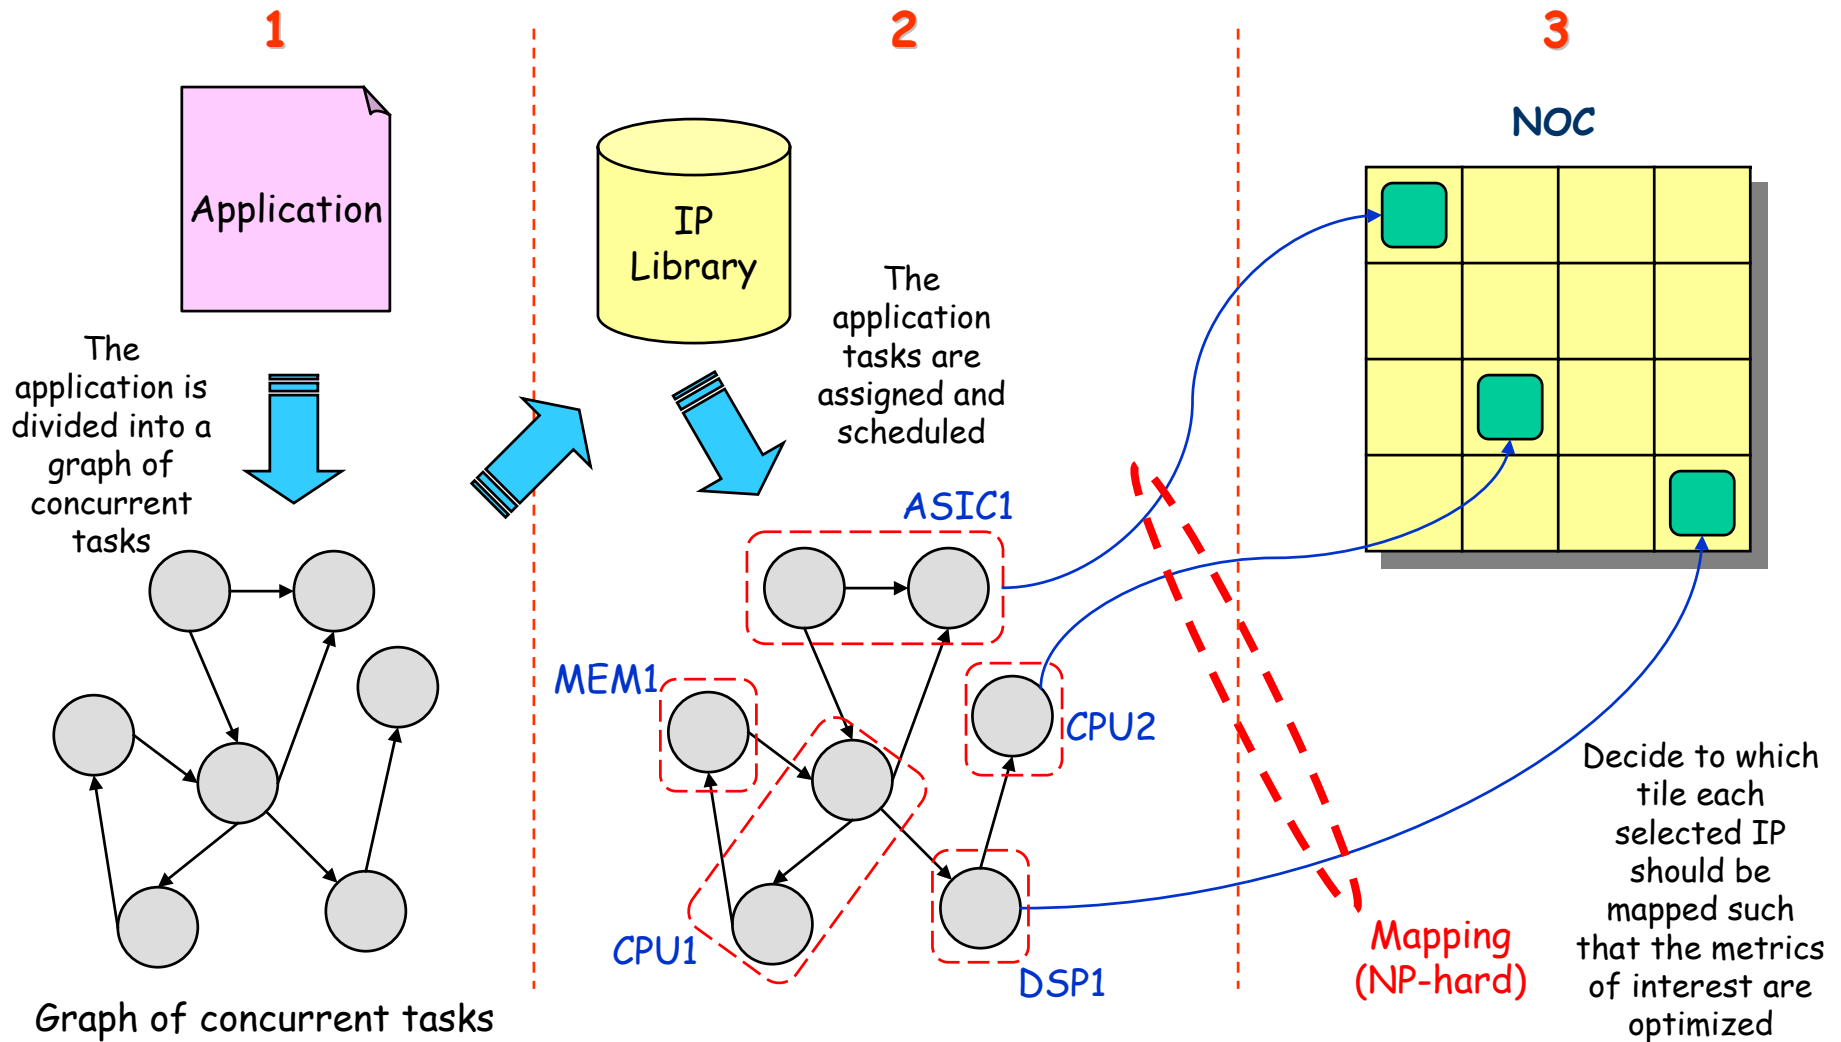 1
Application
The
application is
divided into a
graph of
concurrent
tasks
Graph of concurrent tasks
2
IP
Library
The
application
tasks are
assigned and
scheduled
ASIC1
MEM1
CPU2
CPU1
DSP1
3
NOC
Mapping
(NP-hard)
Decide to which
tile each
selected IP
should be
mapped such
that the metrics
of interest are
optimized